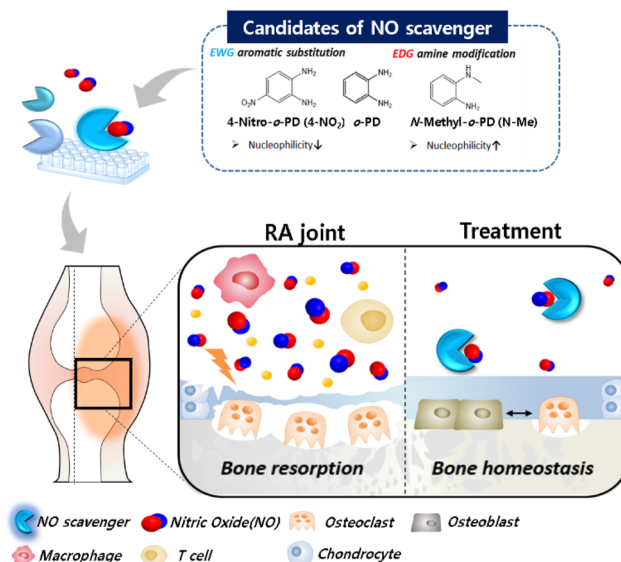 Candidates of NO scavenger
EWG aromatic substitution
EDG amine modification
NH₂
NH₂
O₂N
NH₂
NH₂
H
N
NH₂
4-Nitro-o-PD (4-NO₂)
o-PD
N-Methyl-o-PD (N-Me)
➢ Nucleophilicity↓
➢ Nucleophilicity↑
RA joint
Treatment
Bone resorption
Bone homeostasis
NO scavenger
Nitric Oxide(NO)
Osteoclast
Osteoblast
Macrophage
T cell
Chondrocyte